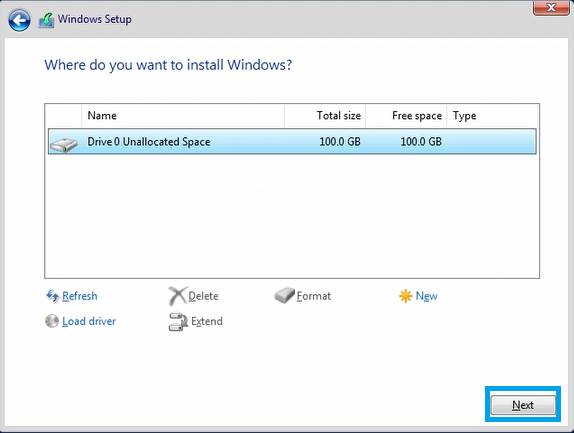 Windows Setup
Where do you want to install Windows?
Name Total size Free space Type
Drive 0 Unallocated Space 100.0 GB 100.0 GB
Refresh Delete Format New
Load driver Extend
Next